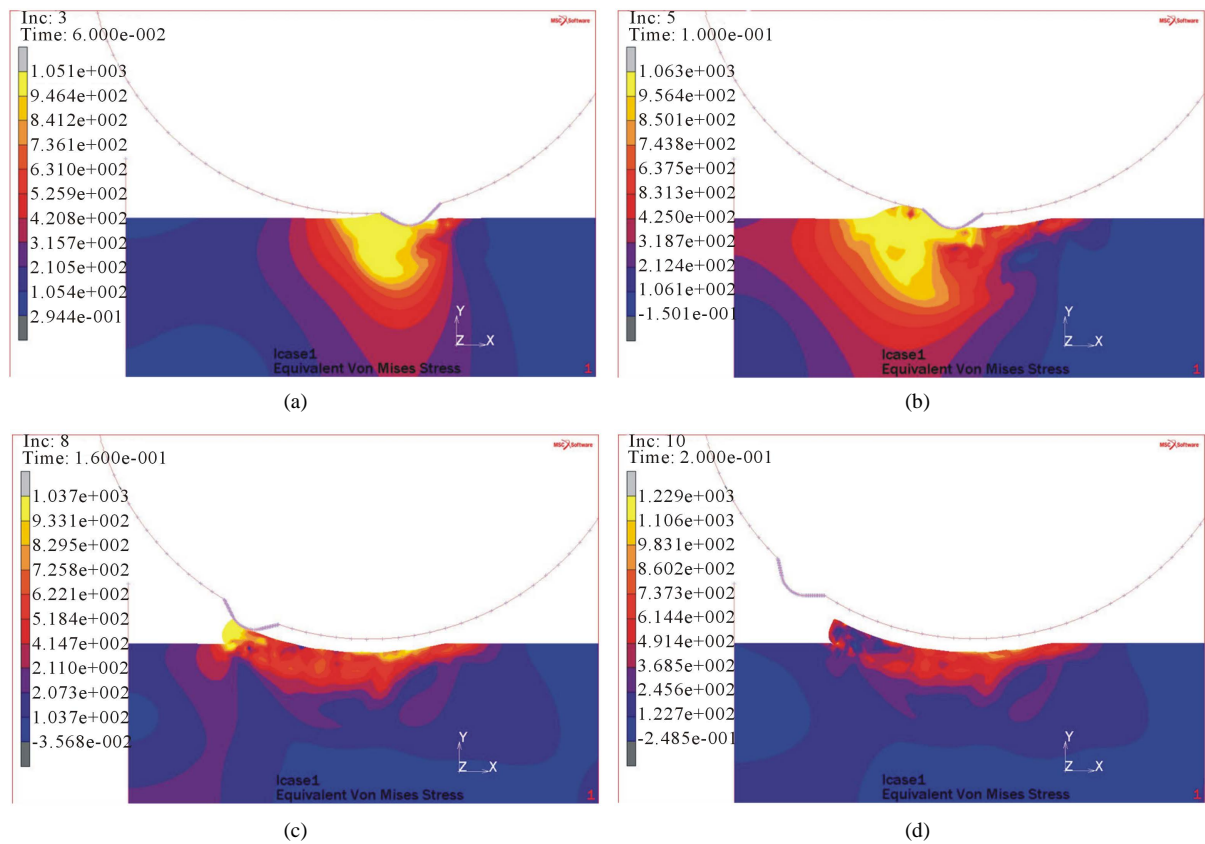 Inc: 3
Time: 6.000e-002
MSC Software
1.051e+003
9.464e+002
8.412e+002
7.361e+002
6.310e+002
5.259e+002
4.208e+002
3.157e+002
2.105e+002
1.054e+002
2.944e-001
Y
Z X
lcase1
Equivalent Von Mises Stress
1
(a)
Inc: 5
Time: 1.000e-001
MSC Software
1.063e+003
9.564e+002
8.501e+002
7.438e+002
6.375e+002
8.313e+002
4.250e+002
3.187e+002
2.124e+002
1.061e+002
-1.501e-001
Y
Z X
lcase1
Equivalent Von Mises Stress
1
(b)
Inc: 8
Time: 1.600e-001
MSC Software
1.037e+003
9.331e+002
8.295e+002
7.258e+002
6.221e+002
5.184e+002
4.147e+002
2.110e+002
2.073e+002
1.037e+002
-3.568e-002
Y
Z X
lcase1
Equivalent Von Mises Stress
1
(c)
Inc: 10
Time: 2.000e-001
MSC Software
1.229e+003
1.106e+003
9.831e+002
8.602e+002
7.373e+002
6.144e+002
4.914e+002
3.685e+002
2.456e+002
1.227e+002
-2.485e-001
Y
Z X
lcase1
Equivalent Von Mises Stress
1
(d)